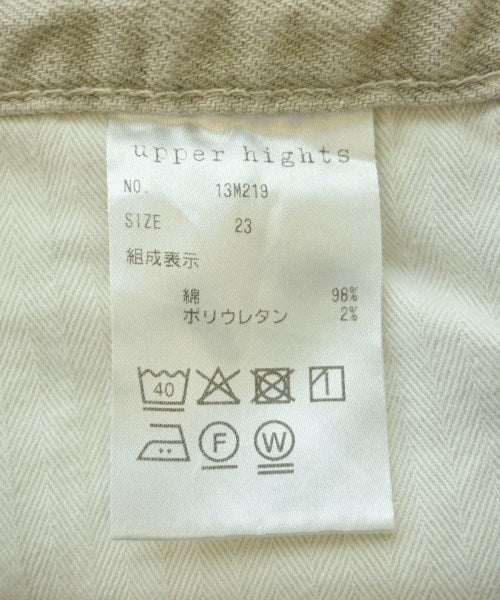 upper hights
NO. 13M219
SIZE 23
組成表示
綿 98%
ポリウレタン 2%
40
F W